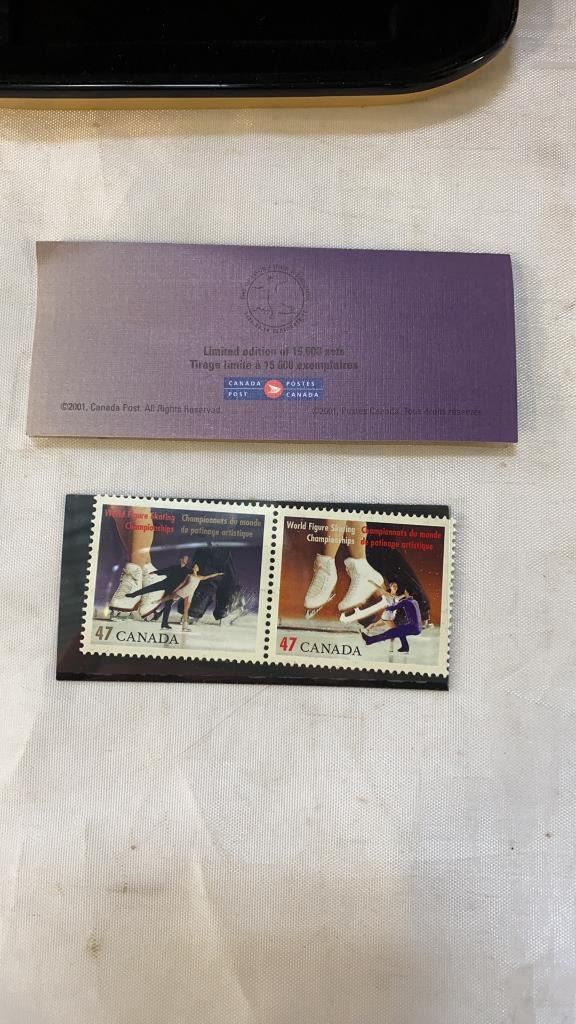 Limited edition of 15,000 sets
Tirage limité à 15 000 exemplaires
CANADA POSTES
POST CANADA
©2001, Canada Post. All Rights Reserved.
©2001, Postes Canada. Tous droits réservés.
World Figure Skating
Championships
Championnats du monde
de patinage artistique
47 CANADA
World Figure Skating
Championships
Championnats du monde
de patinage artistique
47 CANADA